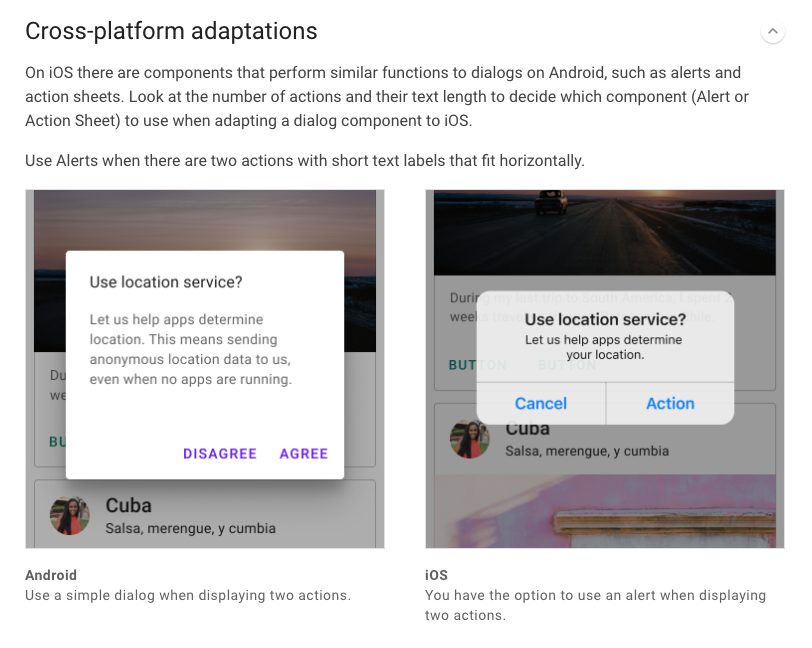 Cross-platform adaptations
On iOS there are components that perform similar functions to dialogs on Android, such as alerts and
action sheets. Look at the number of actions and their text length to decide which component (Alert or
Action Sheet) to use when adapting a dialog component to iOS.
Use Alerts when there are two actions with short text labels that fit horizontally.
Use location service?
Let us help apps determine
location. This means sending
anonymous location data to us,
even when no apps are running.
DISAGREE AGREE
Du
we
BU
Cuba
Salsa, merengue, y cumbia
During my last trip to South America, I spent 2
weeks
Use location service?
Let us help apps determine
your location.
BUTTON BUTTON
Cancel Action
Cuba
Salsa, merengue, y cumbia
Android
Use a simple dialog when displaying two actions.
iOS
You have the option to use an alert when displaying
two actions.